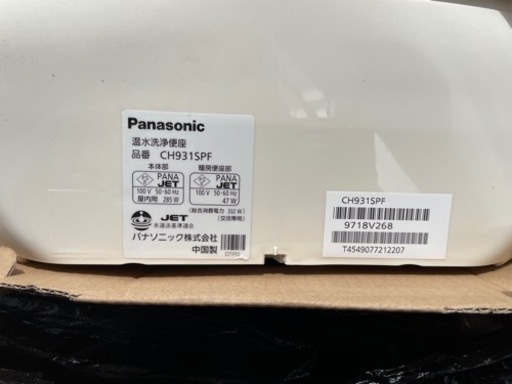 Panasonic
温水洗浄便座
品番 CH931SPF
本体部 暖房便座部
PANA JET PANA JET
100 V 50-60 Hz 100 V 50-60 Hz
屋内用 285 W 47 W
(総合消費電力 332 W)
(交流専用)
JET
水道法基準適合
パナソニック株式会社
中国製
DTP0
CH931SPF
9718V268
T4549077212207